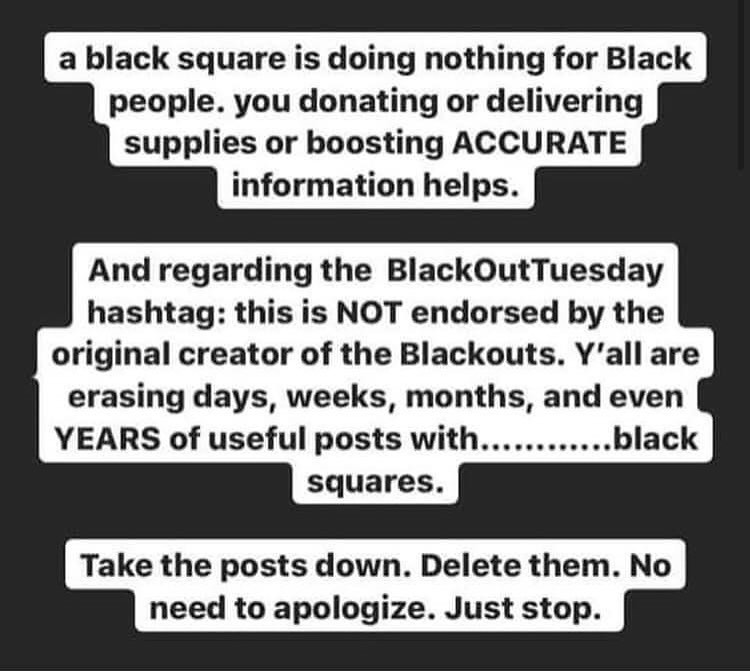 a black square is doing nothing for Black
people. you donating or delivering
supplies or boosting ACCURATE
information helps.
And regarding the BlackOutTuesday
hashtag: this is NOT endorsed by the
original creator of the Blackouts. Y’all are
erasing days, weeks, months, and even
YEARS of useful posts with............black
squares.
Take the posts down. Delete them. No
need to apologize. Just stop.